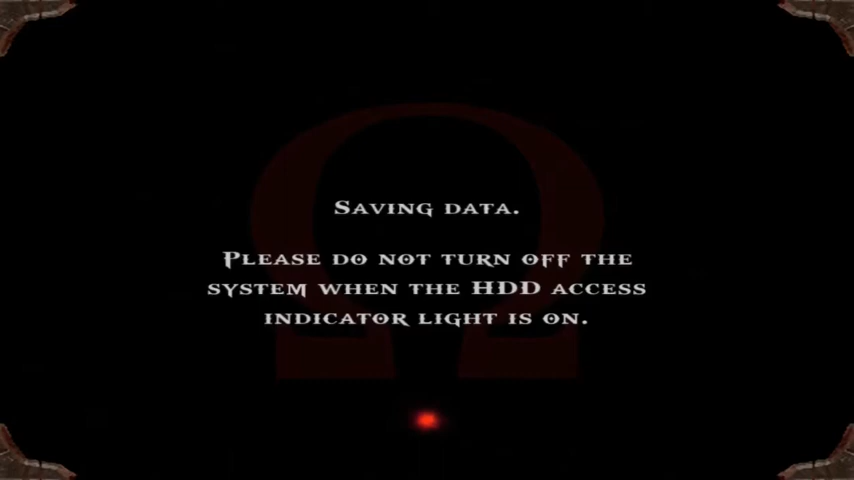 Saving data.
Please do not turn off the
system when the HDD access
indicator light is on.